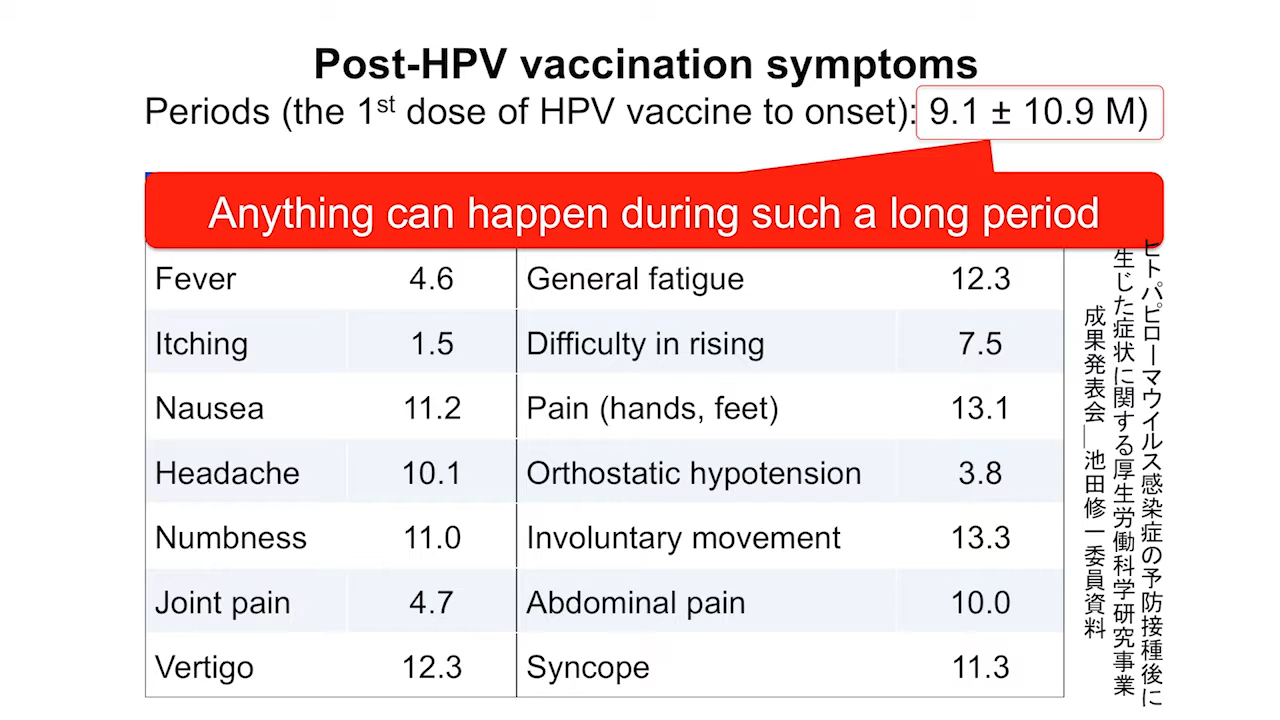 Post-HPV vaccination symptoms
Periods (the 1st dose of HPV vaccine to onset): 9.1 ± 10.9 M)
Anything can happen during such a long period
Fever 4.6 General fatigue 12.3
Itching 1.5 Difficulty in rising 7.5
Nausea 11.2 Pain (hands, feet) 13.1
Headache 10.1 Orthostatic hypotension 3.8
Numbness 11.0 Involuntary movement 13.3
Joint pain 4.7 Abdominal pain 10.0
Vertigo 12.3 Syncope 11.3
ヒトパピローマウイルス感染症の予防接種後に
生じた症状に関する厚生労働科学研究事業
成果発表会_池田修一委員資料